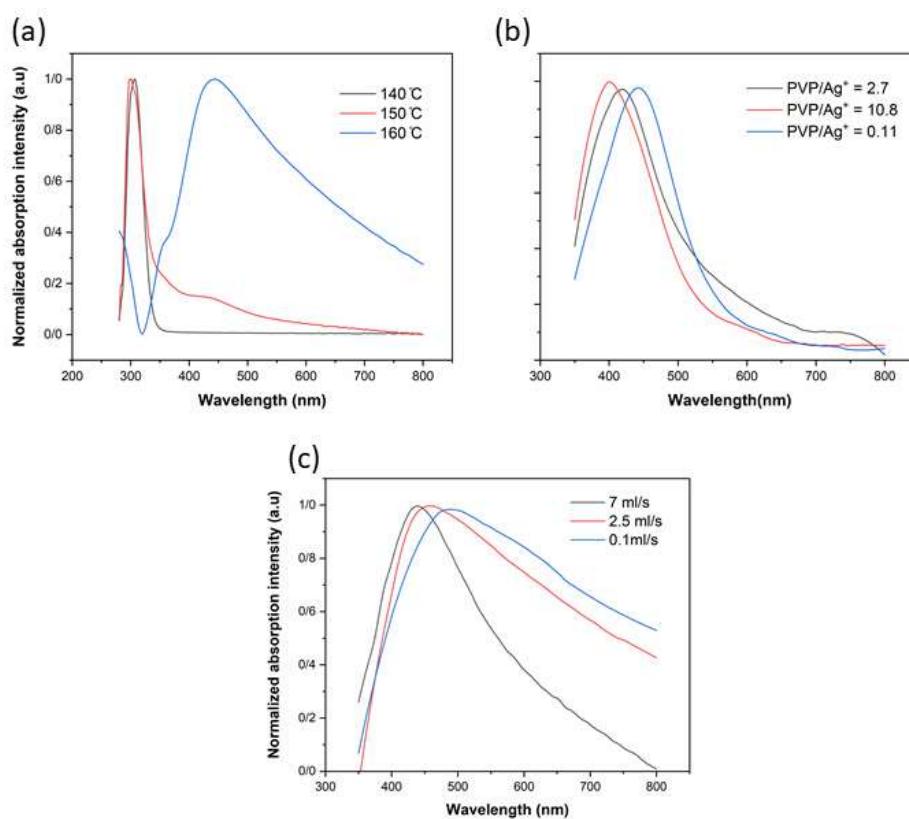 (a)
Normalized absorption intensity (a.u)
1/0
0/8
0/6
0/4
0/2
0/0
140 ℃
150 ℃
160 ℃
200 300 400 500 600 700 800
Wavelength (nm)
(b)
PVP/Ag⁺ = 2.7
PVP/Ag⁺ = 10.8
PVP/Ag⁺ = 0.11
300 400 500 600 700 800
Wavelength(nm)
(c)
Normalized absorption intensity (a.u)
1/0
0/8
0/6
0/4
0/2
0/0
7 ml/s
2.5 ml/s
0.1ml/s
300 400 500 600 700 800
Wavelength (nm)